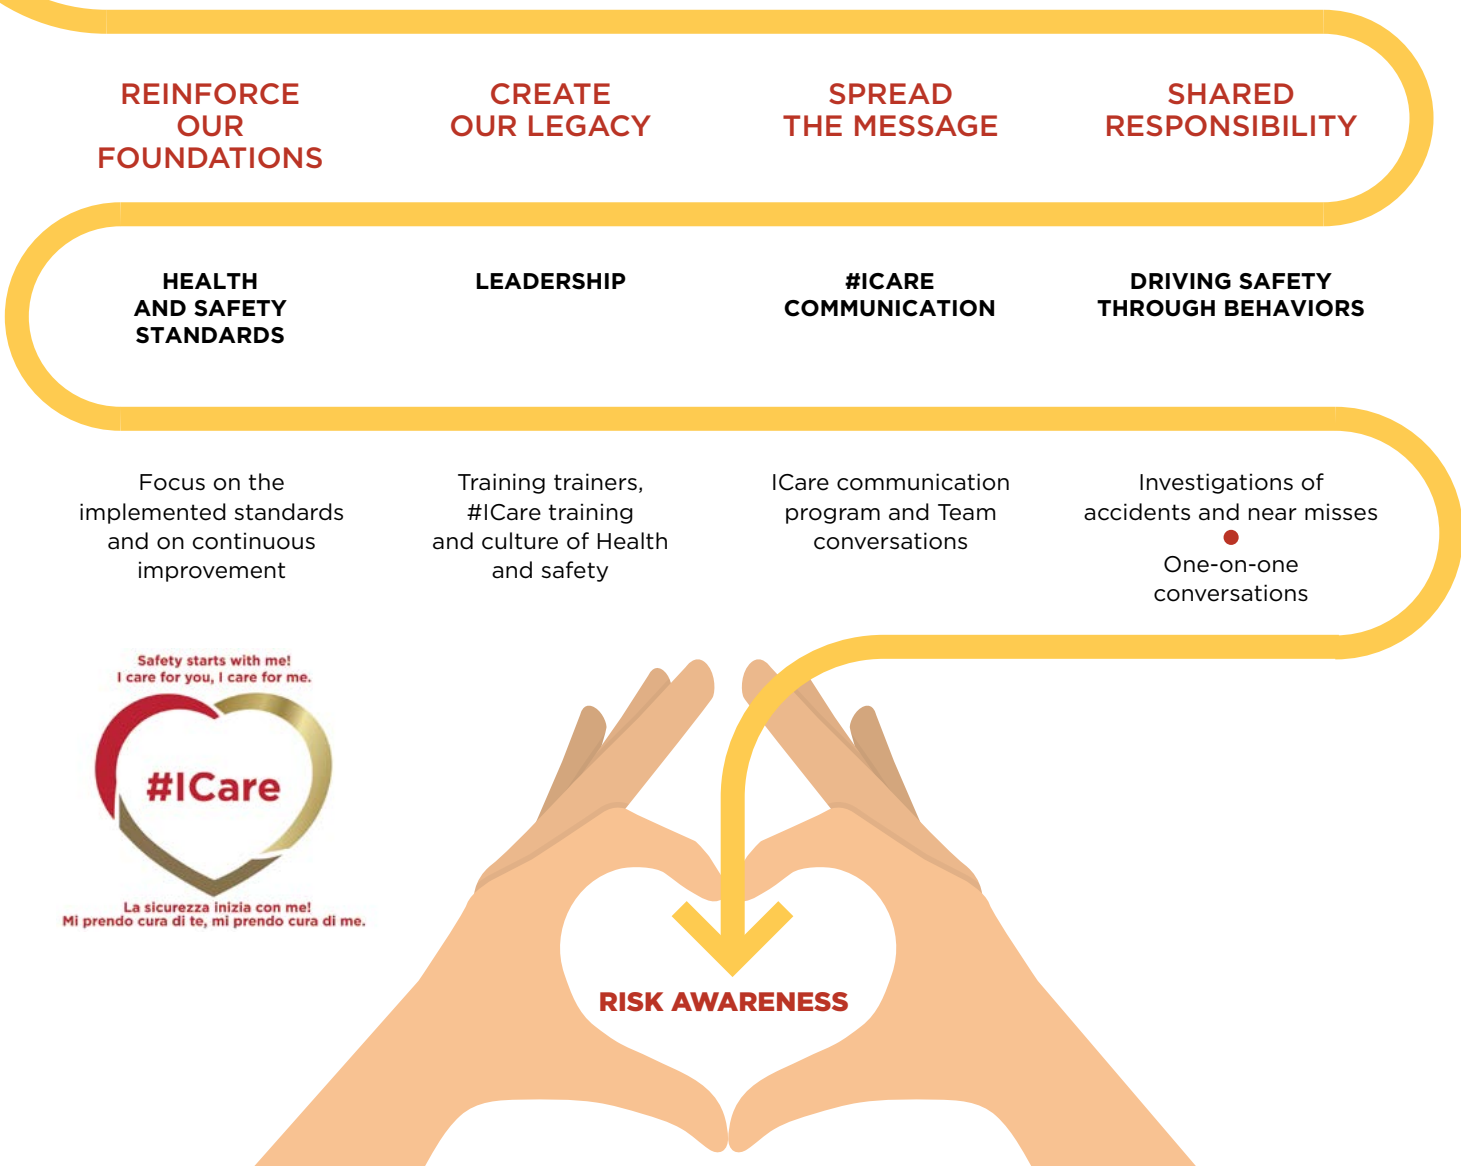 REINFORCE
OUR
FOUNDATIONS
CREATE
OUR LEGACY
SPREAD
THE MESSAGE
SHARED
RESPONSIBILITY
HEALTH
AND SAFETY
STANDARDS
LEADERSHIP
#ICARE
COMMUNICATION
DRIVING SAFETY
THROUGH BEHAVIORS
Focus on the
implemented standards
and on continuous
improvement
Training trainers,
#ICare training
and culture of Health
and safety
ICare communication
program and Team
conversations
Investigations of
accidents and near misses
One-on-one
conversations
Safety starts with me!
I care for you, I care for me.
#ICare
La sicurezza inizia con me!
Mi prendo cura di te, mi prendo cura di me.
RISK AWARENESS